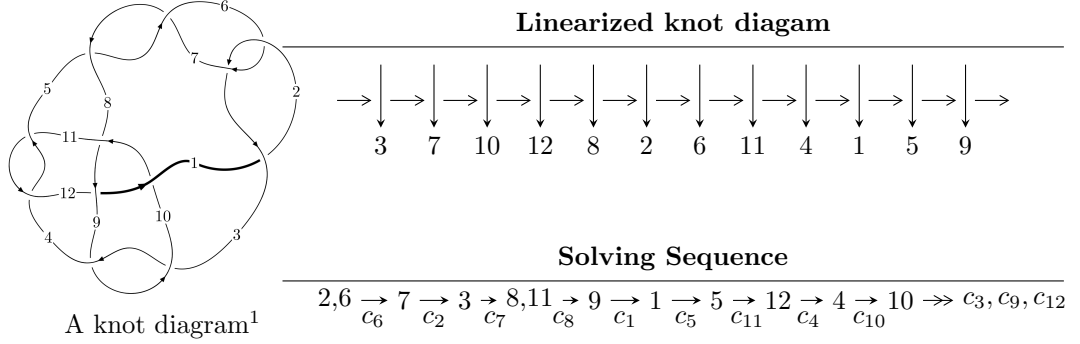 6
7
2
5
8
11
1
12
9
10
4
3
A knot diagram¹
Linearized knot diagam
3 7 10 12 8 2 6 11 4 1 5 9
Solving Sequence
2,6 → 7 → 3 → 8,11 → 9 → 1 → 5 → 12 → 4 → 10 ↠ c₃, c₉, c₁₂
c₆ c₂ c₇ c₈ c₁ c₅ c₁₁ c₄ c₁₀